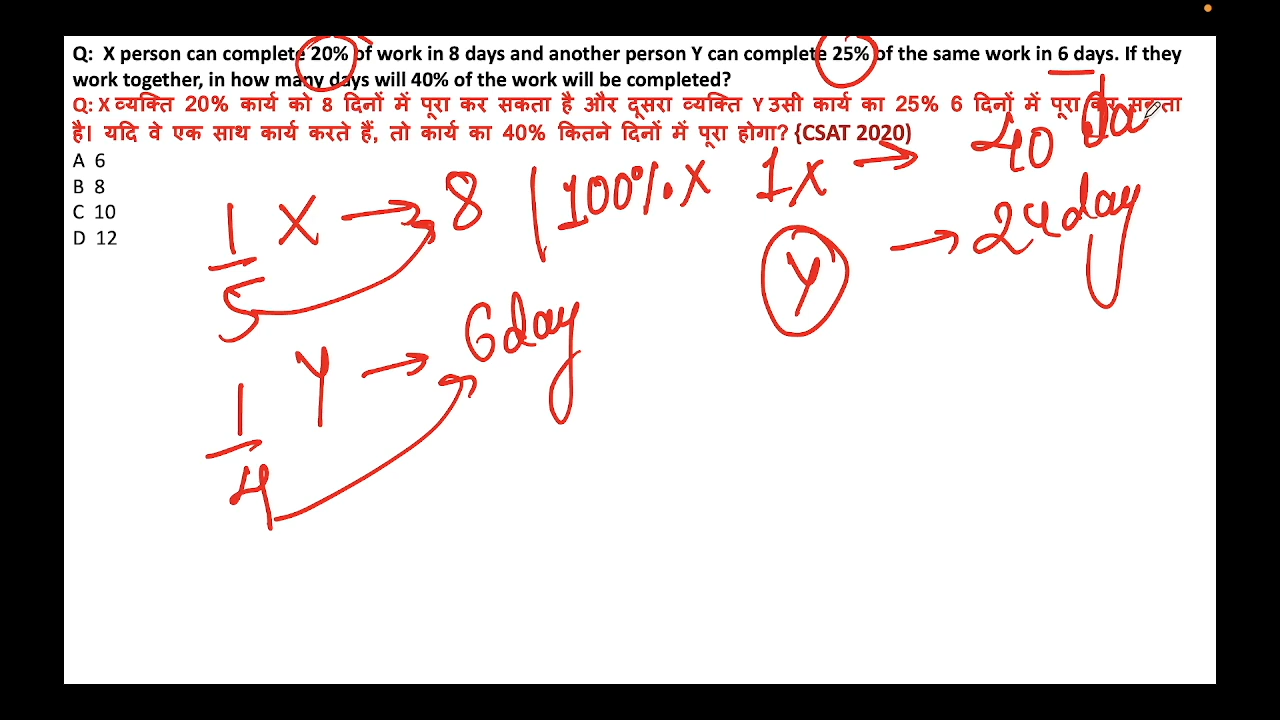 Q: X person can complete 20% of work in 8 days and another person Y can complete 25% of the same work in 6 days. If they
work together, in how many days will 40% of the work will be completed?
Q: X व्यक्ति 20% कार्य को 8 दिनों में पूरा कर सकता है और दूसरा व्यक्ति Y उसी कार्य का 25% 6 दिनों में पूरा कर सकता
है। यदि वे एक साथ कार्य करते हैं, तो कार्य का 40% कितने दिनों में पूरा होगा? {CSAT 2020)
A 6
B 8
C 10
D 12
1/5 X → 8 | 100% X 1X → 40 da
Y → 24 day
1/4 Y → 6 day